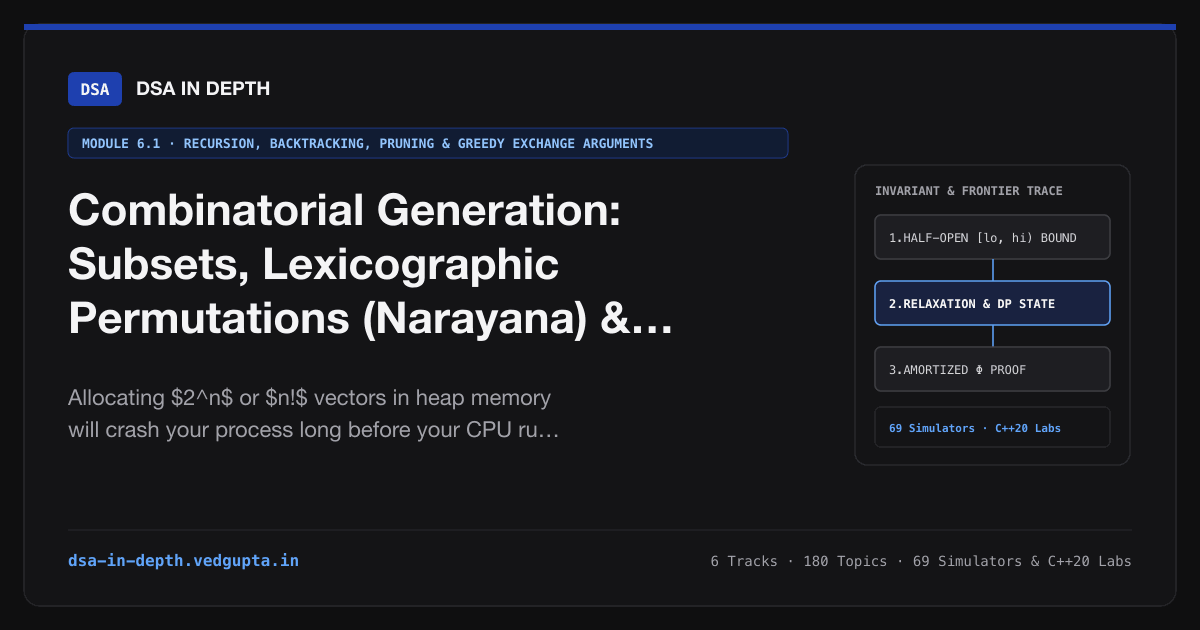 DSA DSA IN DEPTH
MODULE 6.1 · RECURSION, BACKTRACKING, PRUNING & GREEDY EXCHANGE ARGUMENTS
Combinatorial Generation:
Subsets, Lexicographic
Permutations (Narayana) &...
Allocating $2^n$ or $n!$ vectors in heap memory
will crash your process long before your CPU ru...
INVARIANT & FRONTIER TRACE
1.HALF-OPEN [lo, hi) BOUND
2.RELAXATION & DP STATE
3.AMORTIZED Φ PROOF
69 Simulators · C++20 Labs
dsa-in-depth.vedgupta.in
6 Tracks · 180 Topics · 69 Simulators & C++20 Labs